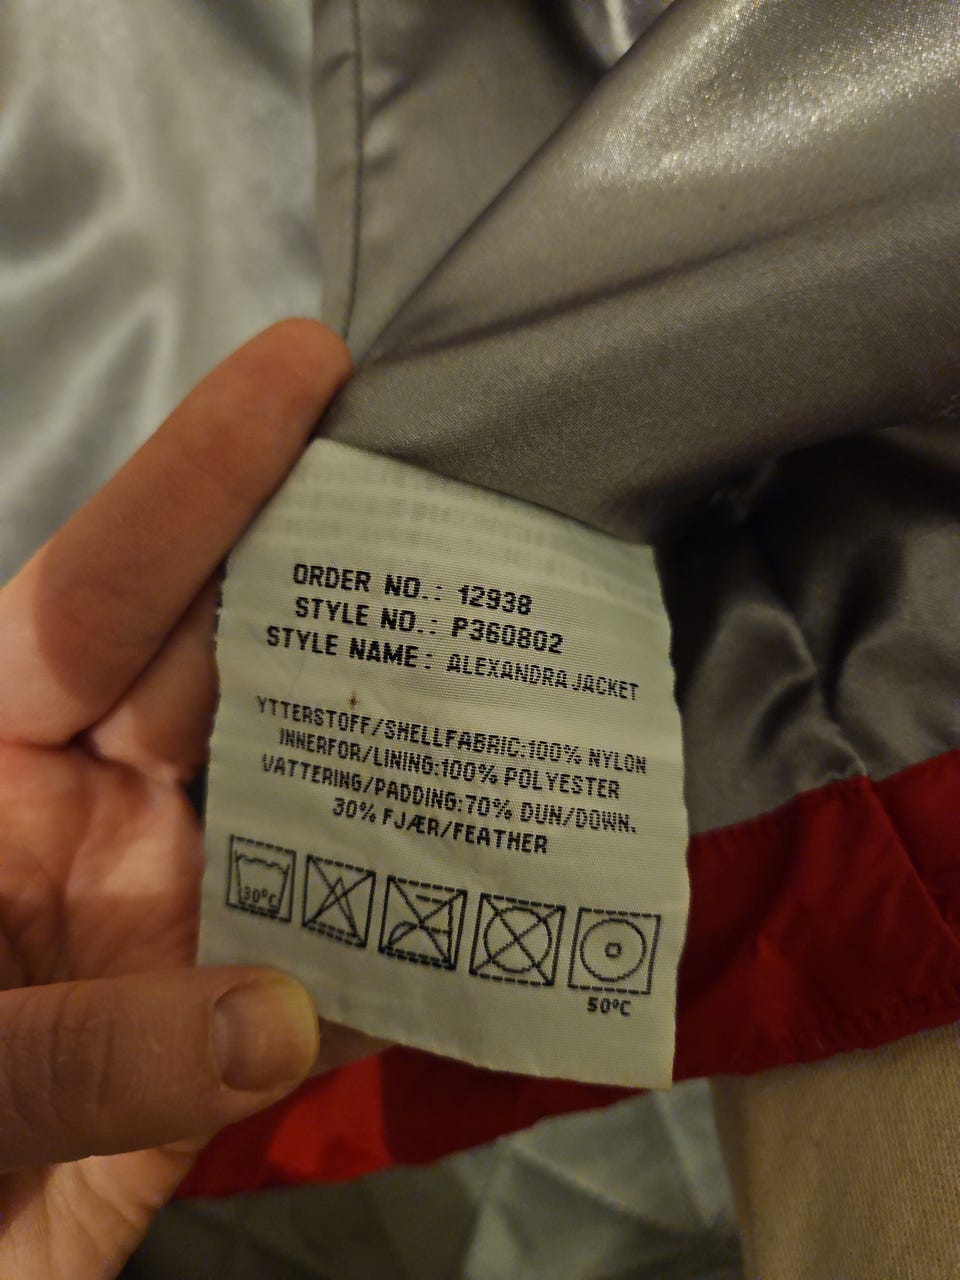 ORDER NO.: 12938
STYLE NO.: P360802
STYLE NAME: ALEXANDRA JACKET
YTTERSTOFF/SHELLFABRIC:100% NYLON
INNERFOR/LINING:100% POLYESTER
VATTERING/PADDING:70% DUN/DOWN.
30% FJÆR/FEATHER
30°C
50°C